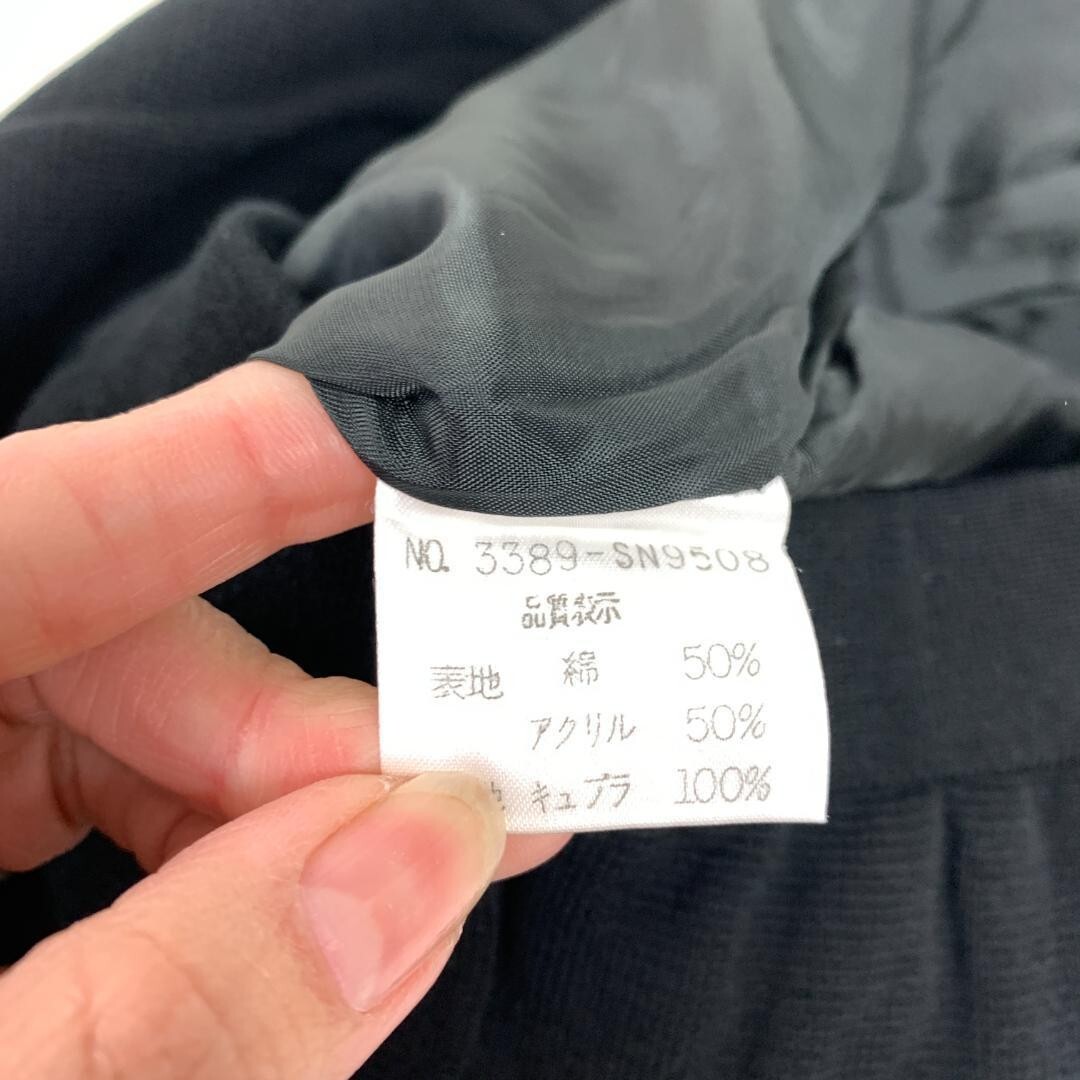 NO. 3389-SN9508
品質表示
表地 綿 50%
アクリル 50%
地 キュプラ 100%